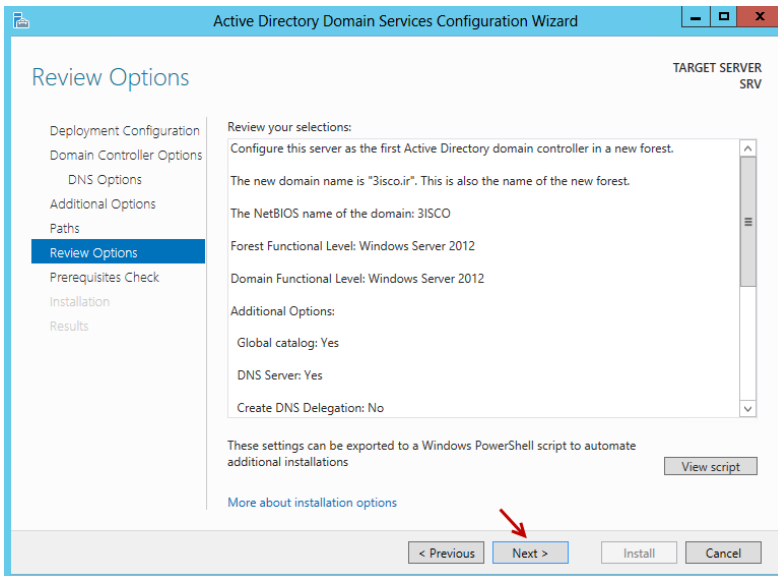 Active Directory Domain Services Configuration Wizard
Review Options
TARGET SERVER
SRV
Deployment Configuration
Domain Controller Options
DNS Options
Additional Options
Paths
Review Options
Prerequisites Check
Installation
Results
Review your selections:
Configure this server as the first Active Directory domain controller in a new forest.
The new domain name is "3isco.ir". This is also the name of the new forest.
The NetBIOS name of the domain: 3ISCO
Forest Functional Level: Windows Server 2012
Domain Functional Level: Windows Server 2012
Additional Options:
Global catalog: Yes
DNS Server: Yes
Create DNS Delegation: No
These settings can be exported to a Windows PowerShell script to automate
additional installations
View script
More about installation options
< Previous
Next >
Install
Cancel